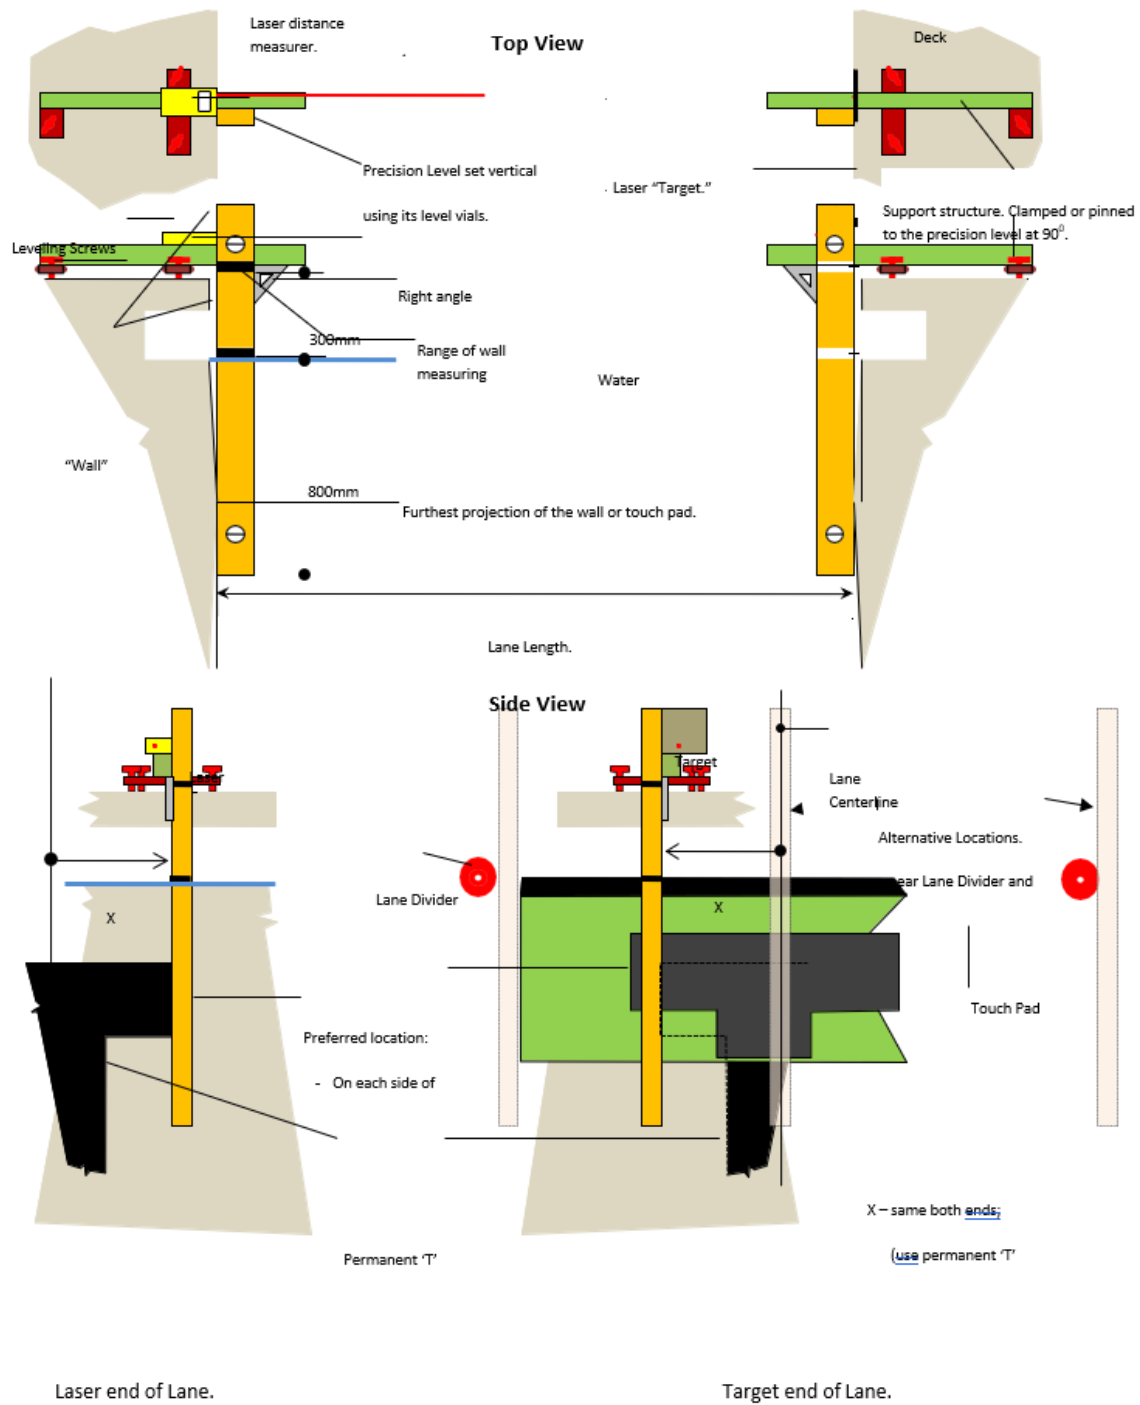 Laser distance
measurer.
Top View
Deck
Precision Level set vertical
using its level vials.
Laser “Target.”
Support structure. Clamped or pinned
to the precision level at 90⁰.
Leveling Screws
Right angle
300mm
Range of wall
measuring
Water
“Wall”
800mm
Furthest projection of the wall or touch pad.
Lane Length.
Side View
Laser
Target
Lane
Centerline
Alternative Locations.
ear Lane Divider and
Lane Divider
X
X
Touch Pad
Preferred location:
- On each side of
X – same both ends;
(use permanent ‘T’
Permanent ‘T’
Laser end of Lane.
Target end of Lane.